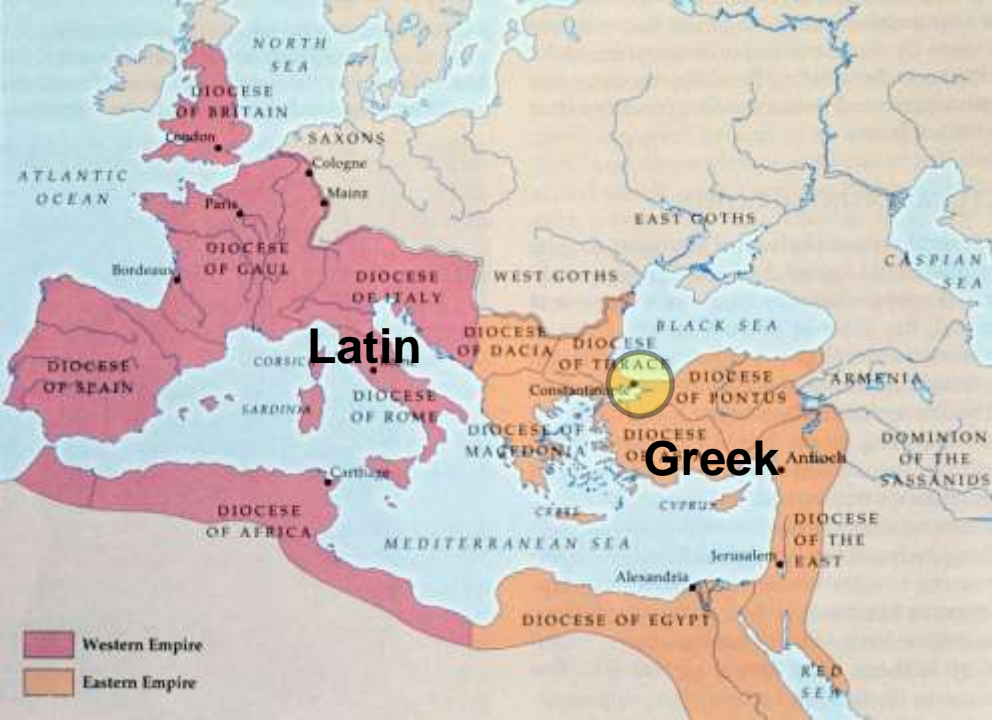 NORTH
SEA
DIOCESE
OF BRITAIN
London
SAXONS
Cologne
ATLANTIC
OCEAN
Mainz
Paris
EAST GOTHS
DIOCESE
OF GAUL
CASPIAN
SEA
Bordeaux
DIOCESE
OF ITALY
WEST GOTHS
BLACK SEA
DIOCESE
OF DACIA
DIOCESE
OF THRACE
Latin
DIOCESE
OF SPAIN
DIOCESE
OF PONTUS
ARMENIA
Constantinople
SARDINIA
DIOCESE
OF ROME
DIOCESE OF
MACEDONIA
DIOCESE
Greek
Antioch
DOMINION
OF THE
SASSANIDS
Carthage
CRETE
CYPRUS
DIOCESE
OF AFRICA
DIOCESE
OF THE
EAST
MEDITERRANEAN SEA
Jerusalem
Alexandria
DIOCESE OF EGYPT
Western Empire
Eastern Empire
RED
SEA